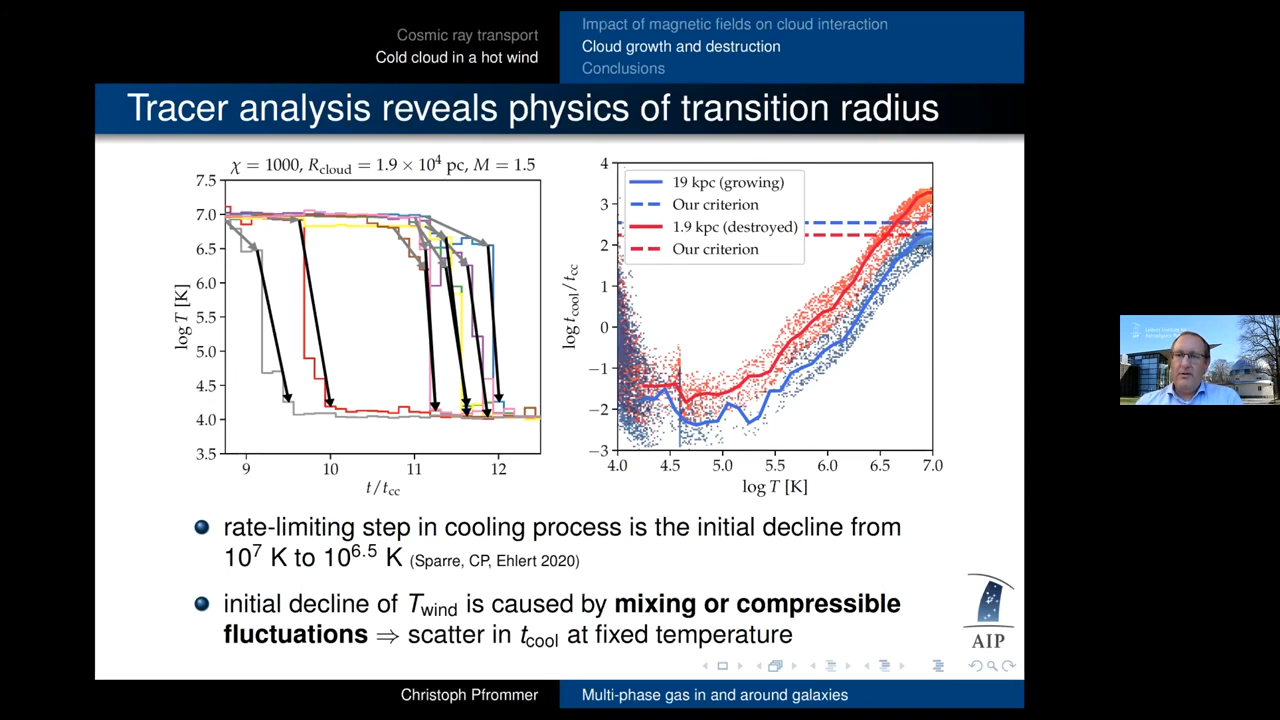 Cosmic ray transport
Cold cloud in a hot wind
Impact of magnetic fields on cloud interaction
Cloud growth and destruction
Conclusions
Tracer analysis reveals physics of transition radius
χ = 1000, R_cloud = 1.9 × 10⁴ pc, M = 1.5
7.5
7.0
6.5
6.0
5.5
5.0
4.5
4.0
3.5
log T [K]
9 10 11 12
t/t_cc
4
3
2
1
0
−1
−2
−3
log t_cool/t_cc
19 kpc (growing)
Our criterion
1.9 kpc (destroyed)
Our criterion
4.0 4.5 5.0 5.5 6.0 6.5 7.0
log T [K]
rate-limiting step in cooling process is the initial decline from
10⁷ K to 10⁶·⁵ K (Sparre, CP, Ehlert 2020)
initial decline of T_wind is caused by mixing or compressible
fluctuations ⇒ scatter in t_cool at fixed temperature
AIP
Christoph Pfrommer
Multi-phase gas in and around galaxies